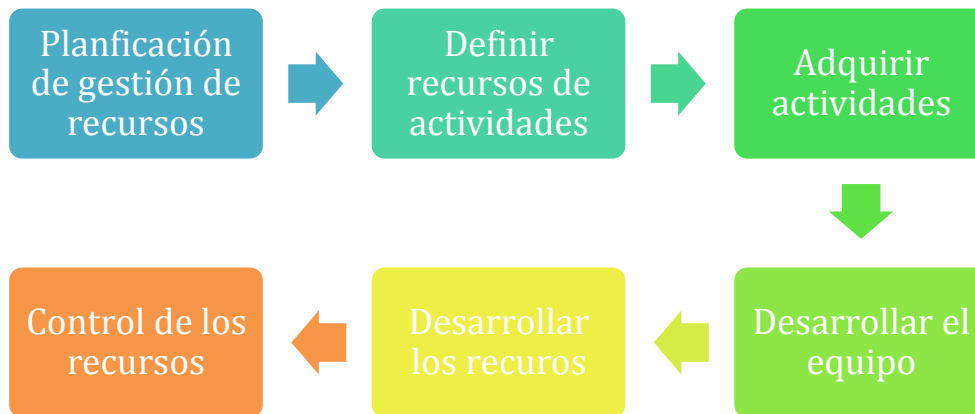 Planficación
de gestión de
recursos
Definir
recursos de
actividades
Adquirir
actividades
Desarrollar el
equipo
Desarrollar
los recuros
Control de los
recursos